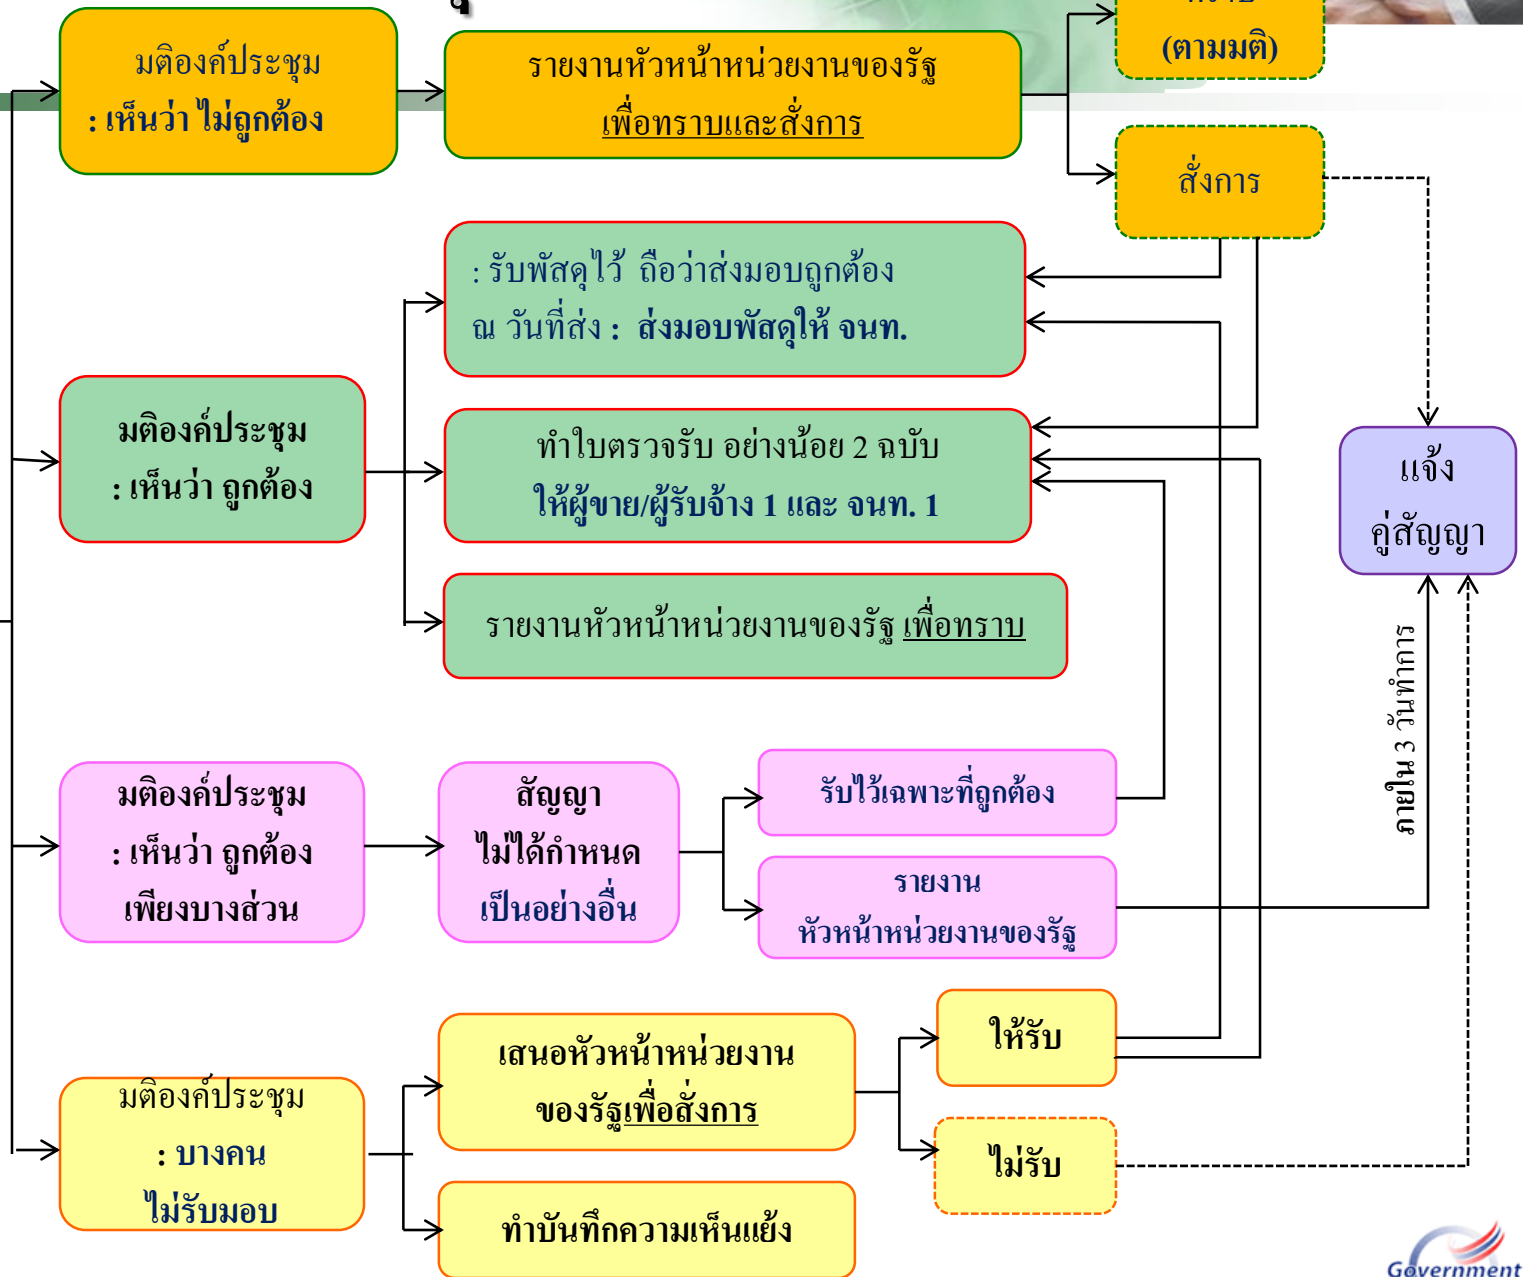 มติองค์ประชุม
: เห็นว่า ไม่ถูกต้อง
รายงานหัวหน้าหน่วยงานของรัฐ
เพื่อทราบและสั่งการ
(ตามมติ)
สั่งการ
: รับพัสดุไว้ ถือว่าส่งมอบถูกต้อง
ณ วันที่ส่ง : ส่งมอบพัสดุให้ จนท.
มติองค์ประชุม
: เห็นว่า ถูกต้อง
ทำใบตรวจรับ อย่างน้อย 2 ฉบับ
ให้ผู้ขาย/ผู้รับจ้าง 1 และ จนท. 1
รายงานหัวหน้าหน่วยงานของรัฐ เพื่อทราบ
แจ้ง
คู่สัญญา
ภายใน 3 วันทำการ
มติองค์ประชุม
: เห็นว่า ถูกต้อง
เพียงบางส่วน
สัญญา
ไม่ได้กำหนด
เป็นอย่างอื่น
รับไว้เฉพาะที่ถูกต้อง
รายงาน
หัวหน้าหน่วยงานของรัฐ
มติองค์ประชุม
: บางคน
ไม่รับมอบ
เสนอหัวหน้าหน่วยงาน
ของรัฐเพื่อสั่งการ
ทำบันทึกความเห็นแย้ง
ให้รับ
ไม่รับ
Government